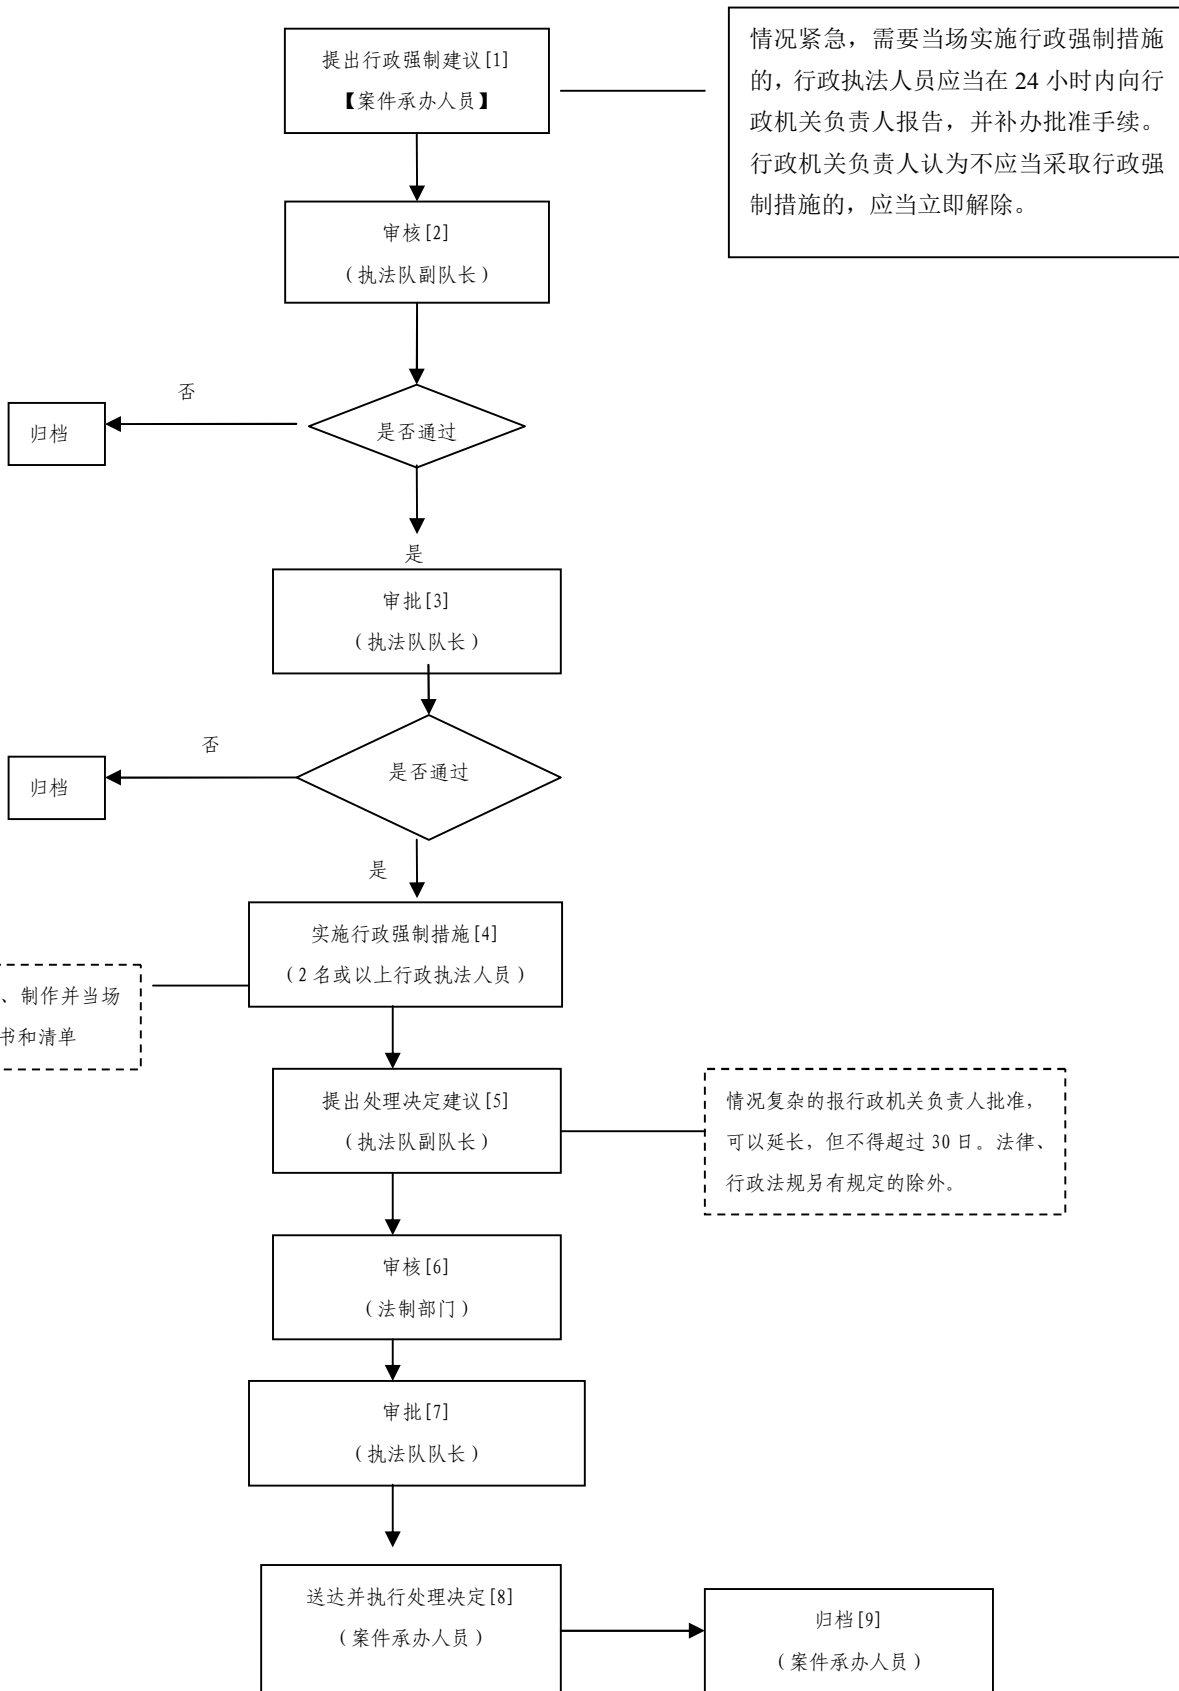 提出行政强制建议[1]
【案件承办人员】
情况紧急，需要当场实施行政强制措施
的，行政执法人员应当在 24 小时内向行
政机关负责人报告，并补办批准手续。
行政机关负责人认为不应当采取行政强
制措施的，应当立即解除。
审核[2]
（执法队副队长）
否
归档
是否通过
是
审批[3]
（执法队队长）
否
归档
是否通过
是
实施行政强制措施[4]
（2 名或以上行政执法人员）
、制作并当场
书和清单
提出处理决定建议[5]
（执法队副队长）
情况复杂的报行政机关负责人批准，
可以延长，但不得超过 30 日。法律、
行政法规另有规定的除外。
审核[6]
（法制部门）
审批[7]
（执法队队长）
送达并执行处理决定[8]
（案件承办人员）
归档[9]
（案件承办人员）